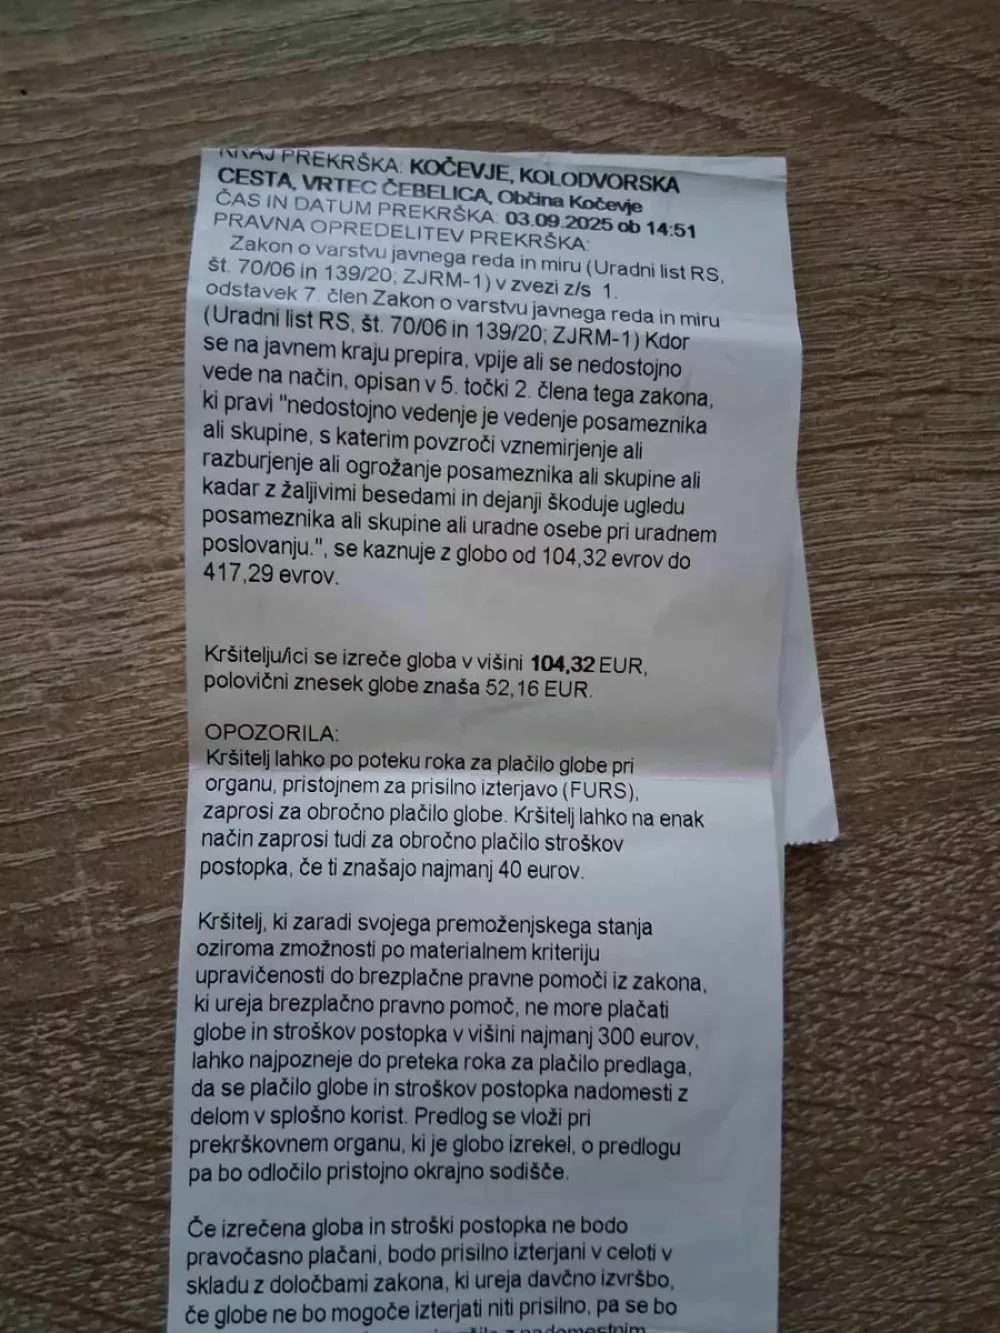 KRAJ PREKRŠKA: KOČEVJE, KOLODVORSKA
CESTA, VRTEC ČEBELICA, Občina Kočevje
ČAS IN DATUM PREKRŠKA: 03.09.2025 ob 14:51
PRAVNA OPREDELITEV PREKRŠKA:
Zakon o varstvu javnega reda in miru (Uradni list RS,
št. 70/06 in 139/20; ZJRM-1) v zvezi z/s 1.
odstavek 7. člen Zakon o varstvu javnega reda in miru
(Uradni list RS, št. 70/06 in 139/20; ZJRM-1) Kdor
se na javnem kraju prepira, vpije ali se nedostojno
vede na način, opisan v 5. točki 2. člena tega zakona,
ki pravi "nedostojno vedenje je vedenje posameznika
ali skupine, s katerim povzroči vznemirjenje ali
razburjenje ali ogrožanje posameznika ali skupine ali
kadar z žaljivimi besedami in dejanji škoduje ugledu
posameznika ali skupine ali uradne osebe pri uradnem
poslovanju.", se kaznuje z globo od 104,32 evrov do
417,29 evrov.
Kršitelju/ici se izreče globa v višini 104,32 EUR,
polovični znesek globe znaša 52,16 EUR.
OPOZORILA:
Kršitelj lahko po poteku roka za plačilo globe pri
organu, pristojnem za prisilno izterjavo (FURS),
zaprosi za obročno plačilo globe. Kršitelj lahko na enak
način zaprosi tudi za obročno plačilo stroškov
postopka, če ti znašajo najmanj 40 eurov.
Kršitelj, ki zaradi svojega premoženjskega stanja
oziroma zmožnosti po materialnem kriteriju
upravičenosti do brezplačne pravne pomoči iz zakona,
ki ureja brezplačno pravno pomoč, ne more plačati
globe in stroškov postopka v višini najmanj 300 eurov,
lahko najpozneje do preteka roka za plačilo predlaga,
da se plačilo globe in stroškov postopka nadomesti z
delom v splošno korist. Predlog se vloži pri
prekrškovnem organu, ki je globo izrekel, o predlogu
pa bo odločilo pristojno okrajno sodišče.
Če izrečena globa in stroški postopka ne bodo
pravočasno plačani, bodo prisilno izterjani v celoti v
skladu z določbami zakona, ki ureja davčno izvršbo,
če globe ne bo mogoče izterjati niti prisilno, pa se bo
z nadomestnim